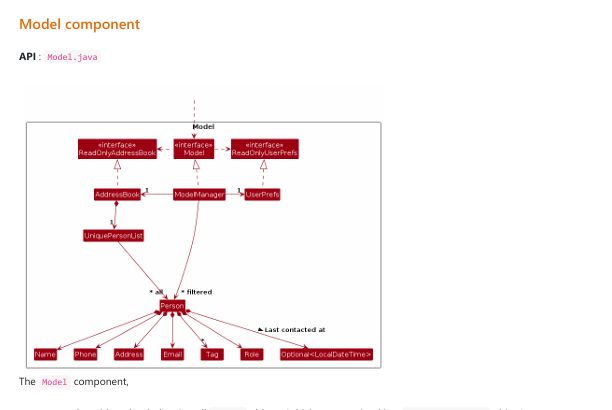 Model component
API : Model.java
Model
«interface» «interface» «interface»
ReadOnlyAddressBook Model ReadOnlyUserPrefs
AddressBook 1 ModelManager 1 UserPrefs
1
UniquePersonList
* all * filtered
Person
Last contacted at
*
Name Phone Address Email Tag Role Optional<LocalDateTime>
The Model component,